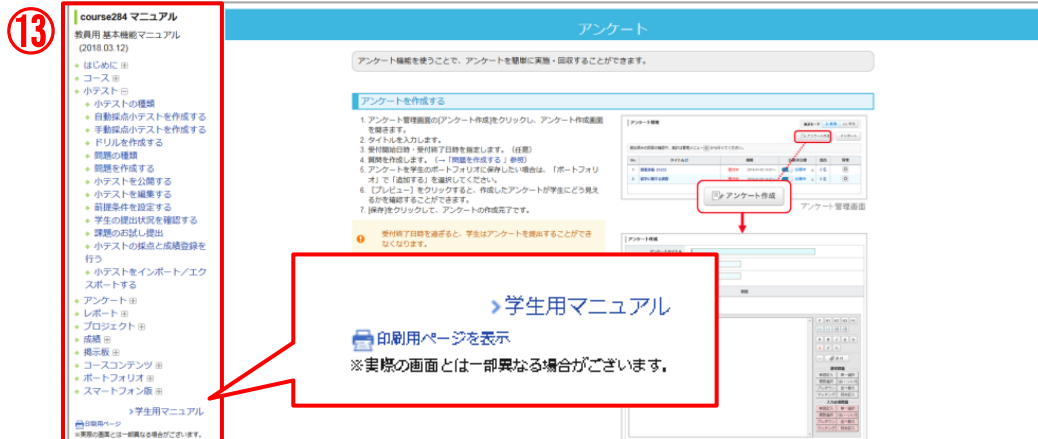 ⑬
course284 マニュアル
教員用 基本機能マニュアル
(2018.03.12)
はじめに
コース
小テスト
小テストの種類
自動採点小テストを作成する
手動採点小テストを作成する
ドリルを作成する
問題の種類
問題を作成する
小テストを公開する
小テストを編集する
前提条件を設定する
学生の提出状況を確認する
課題のお試し提出
小テストの採点と成績登録を
行う
小テストをインポート／エク
スポートする
アンケート
レポート
プロジェクト
成績
掲示板
コースコンテンツ
ポートフォリオ
スマートフォン版
›学生用マニュアル
印刷用ページ
※実際の画面とは一部異なる場合がございます。
アンケート
アンケート機能を使うことで、アンケートを簡単に実施・回収することができます。
アンケートを作成する
1. アンケート管理画面の[アンケート作成]をクリックし、アンケート作成画面
を開きます。
2. タイトルを入力します。
3. 受付開始日時・受付終了日時を指定します。（任意）
4. 質問を作成します。（→「問題を作成する」参照）
5. アンケートを学生のポートフォリオに保存したい場合は、「ポートフォリ
オ」で「追加する」を選択してください。
6. [プレビュー] をクリックすると、作成したアンケートが学生にどう見え
るかを確認することができます。
7. [保存]をクリックして、アンケートの作成完了です。
受付終了日時を過ぎると、学生はアンケートを提出することができ
なくなります。
アンケート管理
アンケート作成
アンケート管理画面
アンケート作成
›学生用マニュアル
印刷用ページを表示
※実際の画面とは一部異なる場合がございます。